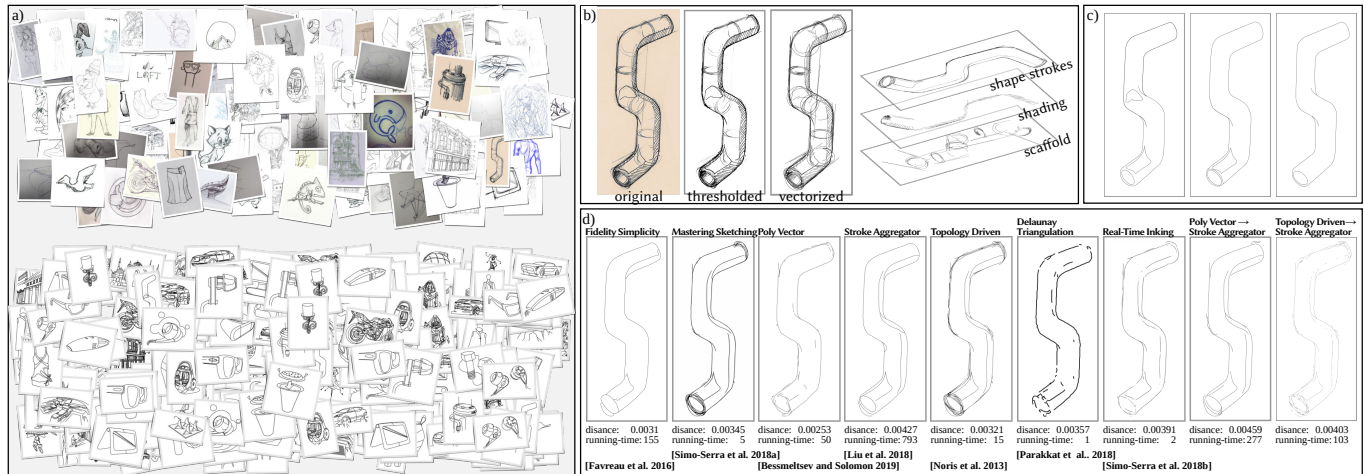 a)
LOFT
b)
original thresholded vectorized
shape strokes
shading
scaffold
c)
d)
Fidelity Simplicity
Mastering Sketching
Poly Vector
Stroke Aggregator
Topology Driven
Delaunay
Triangulation
Real-Time Inking
Poly Vector →
Stroke Aggregator
Topology Driven→
Stroke Aggregator
disance: 0.0031
running-time: 155
disance: 0.00345
running-time: 5
disance: 0.00253
running-time: 50
disance: 0.00427
running-time: 793
disance: 0.00321
running-time: 15
disance: 0.00357
running-time: 1
disance: 0.00391
running-time: 2
disance: 0.00459
running-time: 277
disance: 0.00403
running-time: 103
[Favreau et al. 2016]
[Simo-Serra et al. 2018a]
[Bessmeltsev and Solomon 2019]
[Liu et al. 2018]
[Noris et al. 2013]
[Parakkat et al.. 2018]
[Simo-Serra et al. 2018b]